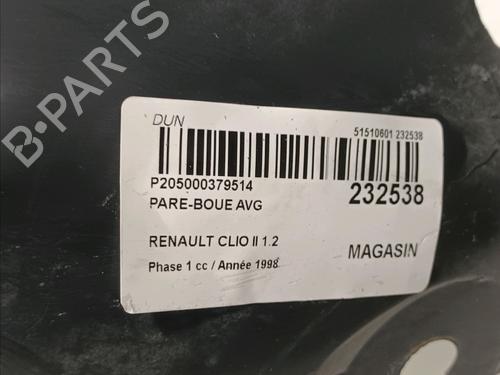 DUN
51510601 232538
P205000379514
232538
PARE-BOUE AVG
RENAULT CLIO II 1.2
MAGASIN
Phase 1 cc / Année 1998